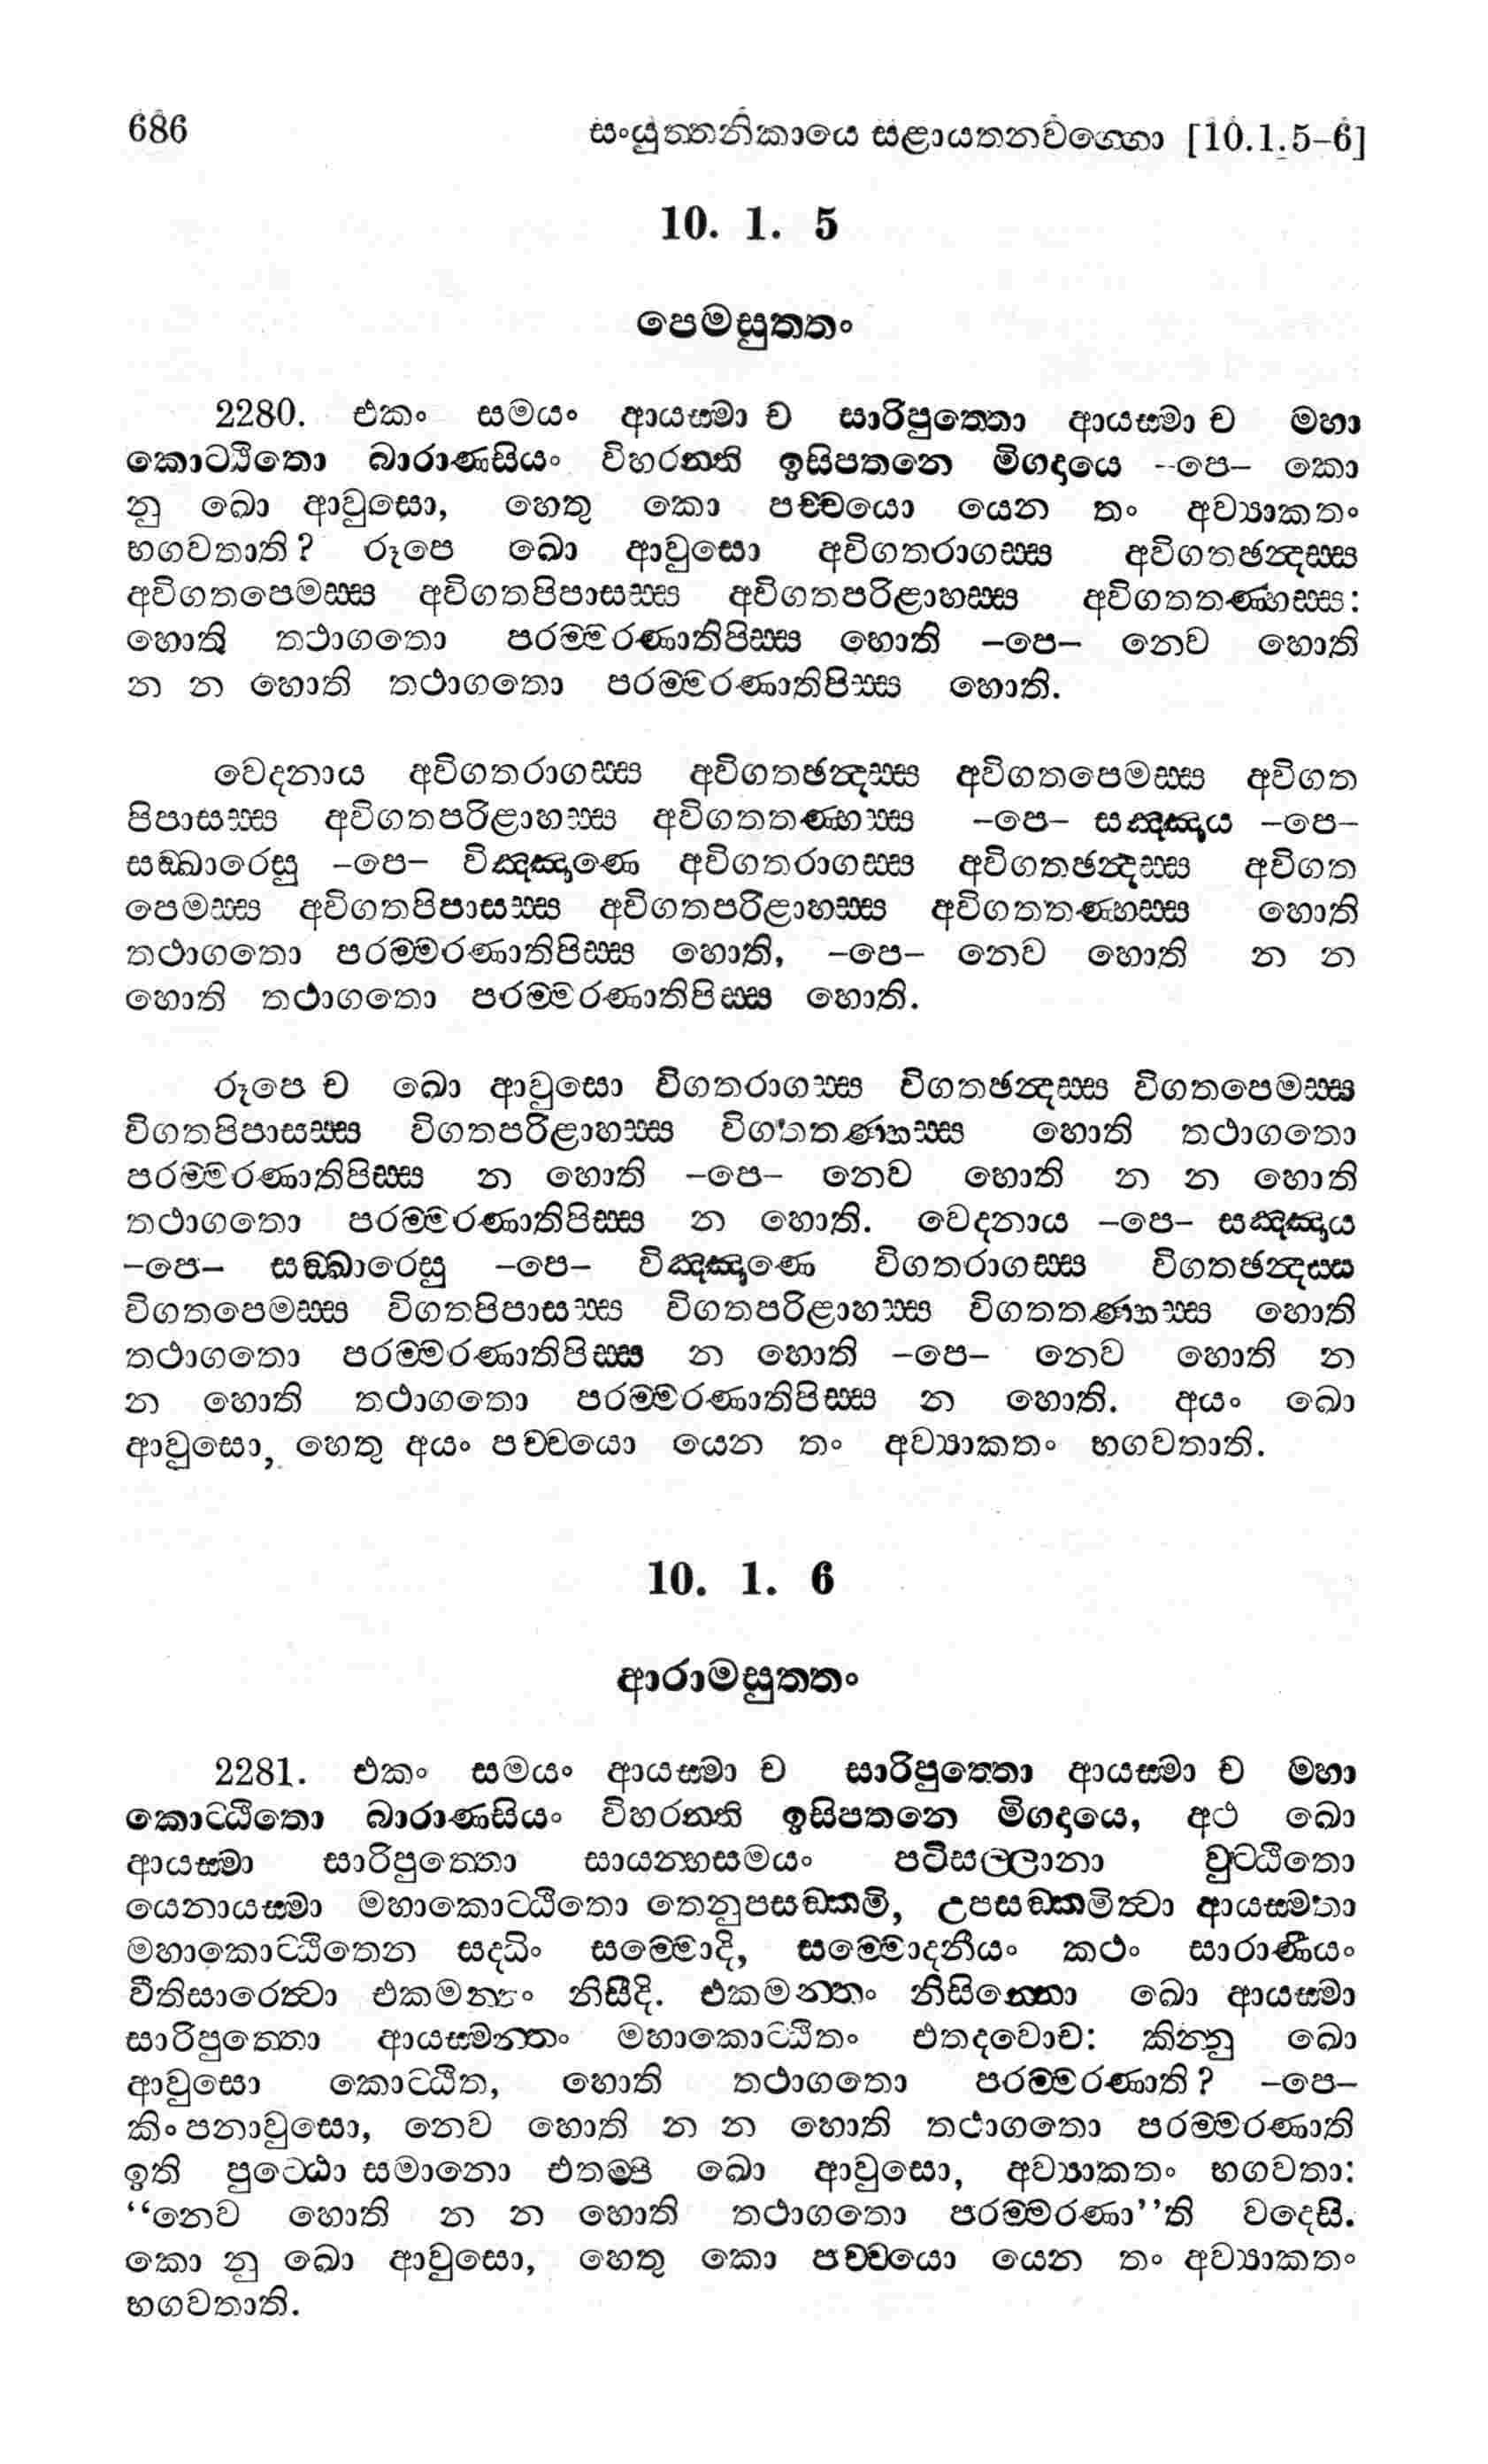 686 සංයුත්තනිකායෙ සළායතනවග්ගො [10.1.5–6]
10. 1. 5
පෙමසුත්තං
2280. එකං සමයං ආයස්මා ච සාරිපුත්තො ආයස්මා ච මහා
කොට්ඨිතො බාරාණසියං විහරන්ති ඉසිපතනෙ මිගදායෙ –පෙ– කො
නු ඛො ආවුසො, හෙතු කො පච්චයො යෙන තං අව්‍යාකතං
භගවතාති? රූපෙ ඛො ආවුසො අවිගතරාගස්ස අවිගතඡන්දස්ස
අවිගතපෙමස්ස අවිගතපිපාසස්ස අවිගතපරිළාහස්ස අවිගතතණ්හස්ස:
හොති තථාගතො පරම්මරණාතිපිස්ස හොති –පෙ– නෙව හොති
න න හොති තථාගතො පරම්මරණාතිපිස්ස හොති.
වෙදනාය අවිගතරාගස්ස අවිගතඡන්දස්ස අවිගතපෙමස්ස අවිගත
පිපාසස්ස අවිගතපරිළාහස්ස අවිගතතණ්හස්ස –පෙ– සඤ්ඤාය –පෙ–
සඞ්ඛාරෙසු –පෙ– විඤ්ඤාණෙ අවිගතරාගස්ස අවිගතඡන්දස්ස අවිගත
පෙමස්ස අවිගතපිපාසස්ස අවිගතපරිළාහස්ස අවිගතතණ්හස්ස හොති
තථාගතො පරම්මරණාතිපිස්ස හොති, –පෙ– නෙව හොති න න
හොති තථාගතො පරම්මරණාතිපිස්ස හොති.
රූපෙ ච ඛො ආවුසො විගතරාගස්ස විගතඡන්දස්ස විගතපෙමස්ස
විගතපිපාසස්ස විගතපරිළාහස්ස විගතතණ්හස්ස හොති තථාගතො
පරම්මරණාතිපිස්ස න හොති –පෙ– නෙව හොති න න හොති
තථාගතො පරම්මරණාතිපිස්ස න හොති. වෙදනාය –පෙ– සඤ්ඤාය
–පෙ– සඞ්ඛාරෙසු –පෙ– විඤ්ඤාණෙ විගතරාගස්ස විගතඡන්දස්ස
විගතපෙමස්ස විගතපිපාසස්ස විගතපරිළාහස්ස විගතතණ්හස්ස හොති
තථාගතො පරම්මරණාතිපිස්ස න හොති –පෙ– නෙව හොති න
න හොති තථාගතො පරම්මරණාතිපිස්ස න හොති. අයං ඛො
ආවුසො, හෙතු අයං පච්චයො යෙන තං අව්‍යාකතං භගවතාති.
10. 1. 6
ආරාමසුත්තං
2281. එකං සමයං ආයස්මා ච සාරිපුත්තො ආයස්මා ච මහා
කොට්ඨිතො බාරාණසියං විහරන්ති ඉසිපතනෙ මිගදායෙ, අථ ඛො
ආයස්මා සාරිපුත්තො සායන්හසමයං පටිසල්ලානා වුට්ඨිතො
යෙනායස්මා මහාකොට්ඨිතො තෙනුපසඞ්කමි, උපසඞ්කමිත්‍වා ආයස්මතා
මහාකොට්ඨිතෙන සද්ධිං සම්මොදි, සම්මොදනීයං කථං සාරාණීයං
වීතිසාරෙත්‍වා එකමන්තං නිසීදි. එකමන්තං නිසින්නො ඛො ආයස්මා
සාරිපුත්තො ආයස්මන්තං මහාකොට්ඨිතං එතදවොච: කින්නු ඛො
ආවුසො කොට්ඨිත, හොති තථාගතො පරම්මරණාති? –පෙ–
කිං පනාවුසො, නෙව හොති න න හොති තථාගතො පරම්මරණාති
ඉති පුට්ඨො සමානො එතම්පි ඛො ආවුසො, අව්‍යාකතං භගවතා:
“නෙව හොති න න හොති තථාගතො පරම්මරණා”ති වදෙසි.
කො නු ඛො ආවුසො, හෙතු කො පච්චයො යෙන තං අව්‍යාකතං
භගවතාති.